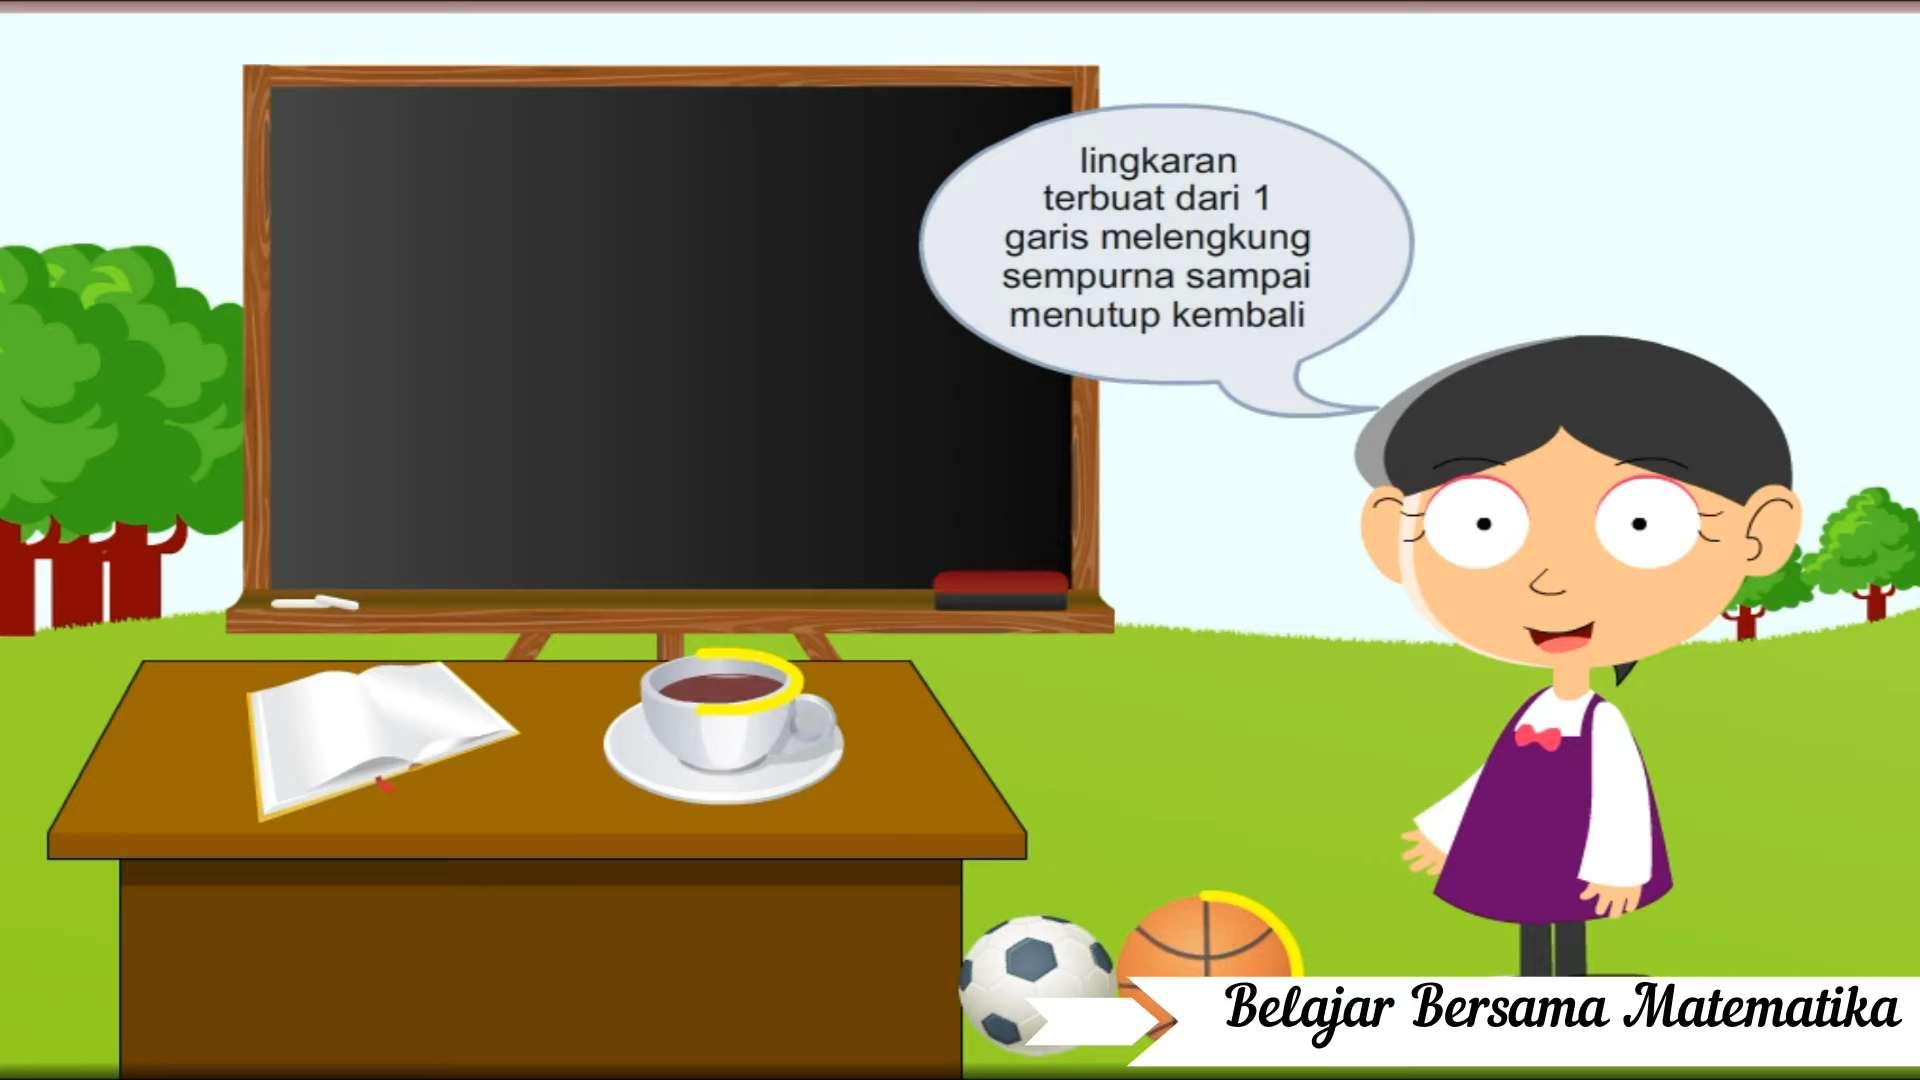 lingkaran
terbuat dari 1
garis melengkung
sempurna sampai
menutup kembali
Belajar Bersama Matematika